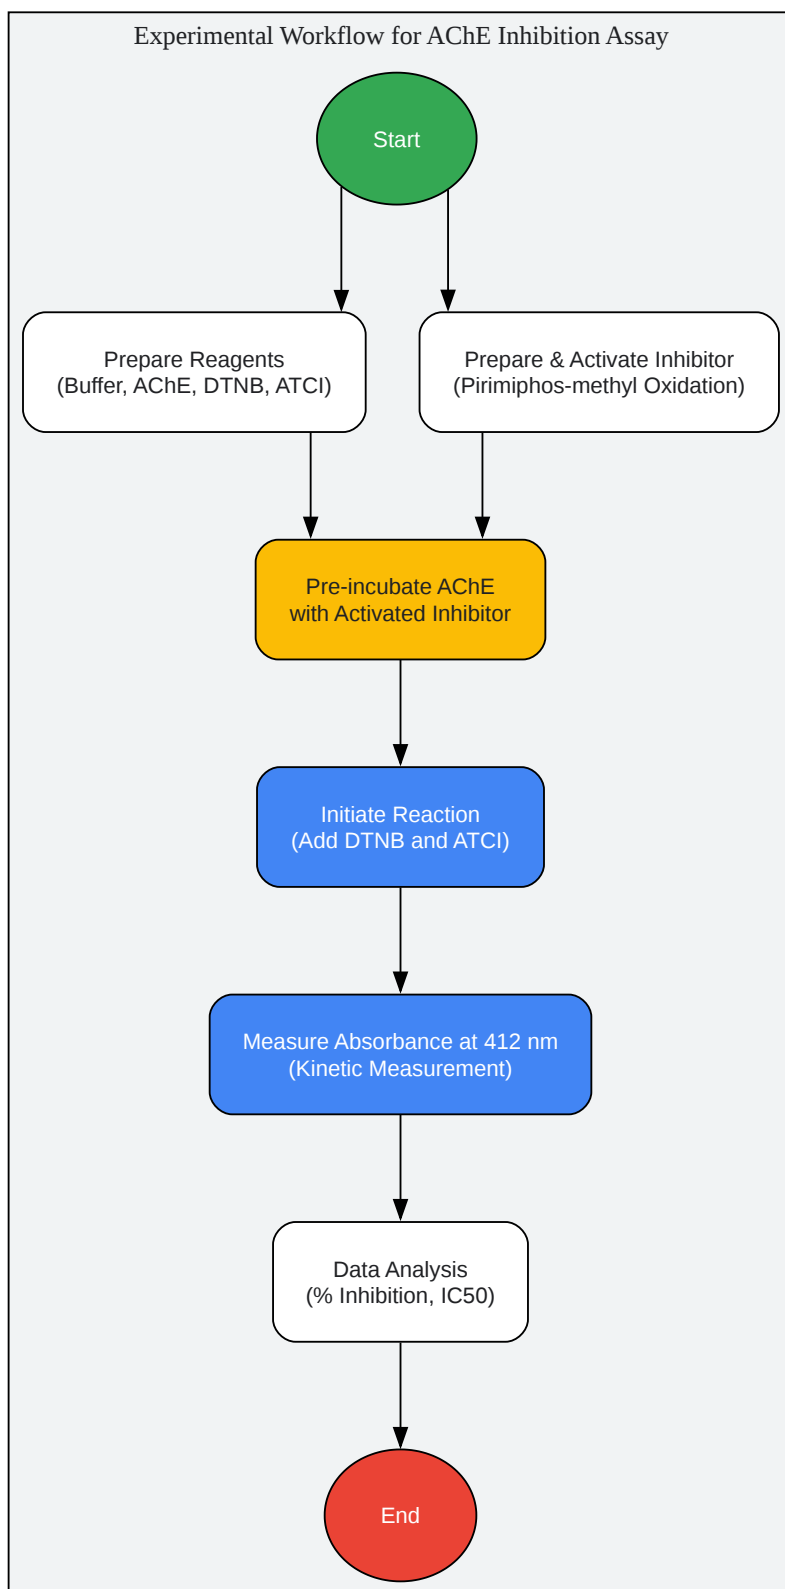 Experimental Workflow for AChE Inhibition Assay
Start
Prepare Reagents
(Buffer, AChE, DTNB, ATCI)
Prepare & Activate Inhibitor
(Pirimiphos-methyl Oxidation)
Pre-incubate AChE
with Activated Inhibitor
Initiate Reaction
(Add DTNB and ATCI)
Measure Absorbance at 412 nm
(Kinetic Measurement)
Data Analysis
(% Inhibition, IC50)
End